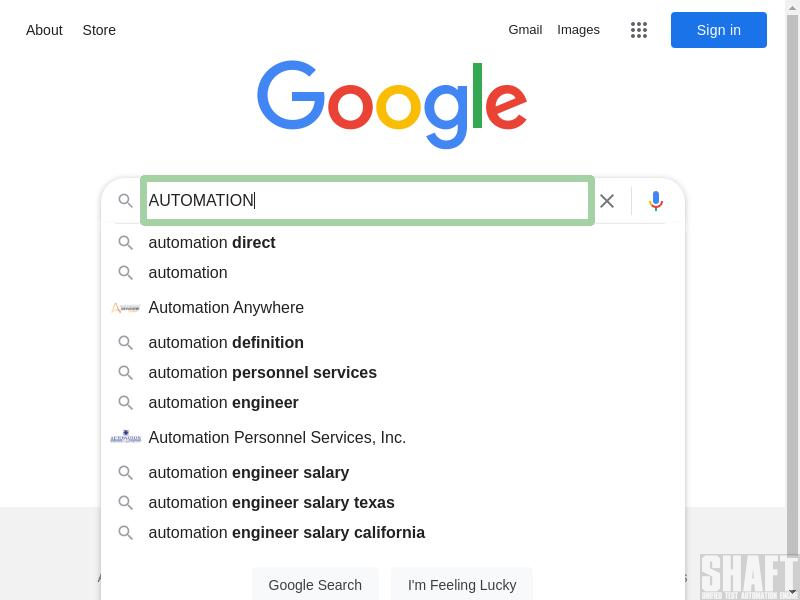 About Store Gmail Images Sign in
Google
AUTOMATION
automation direct
automation
Automation Anywhere
automation definition
automation personnel services
automation engineer
Automation Personnel Services, Inc.
automation engineer salary
automation engineer salary texas
automation engineer salary california
Google Search I'm Feeling Lucky
SHAFT